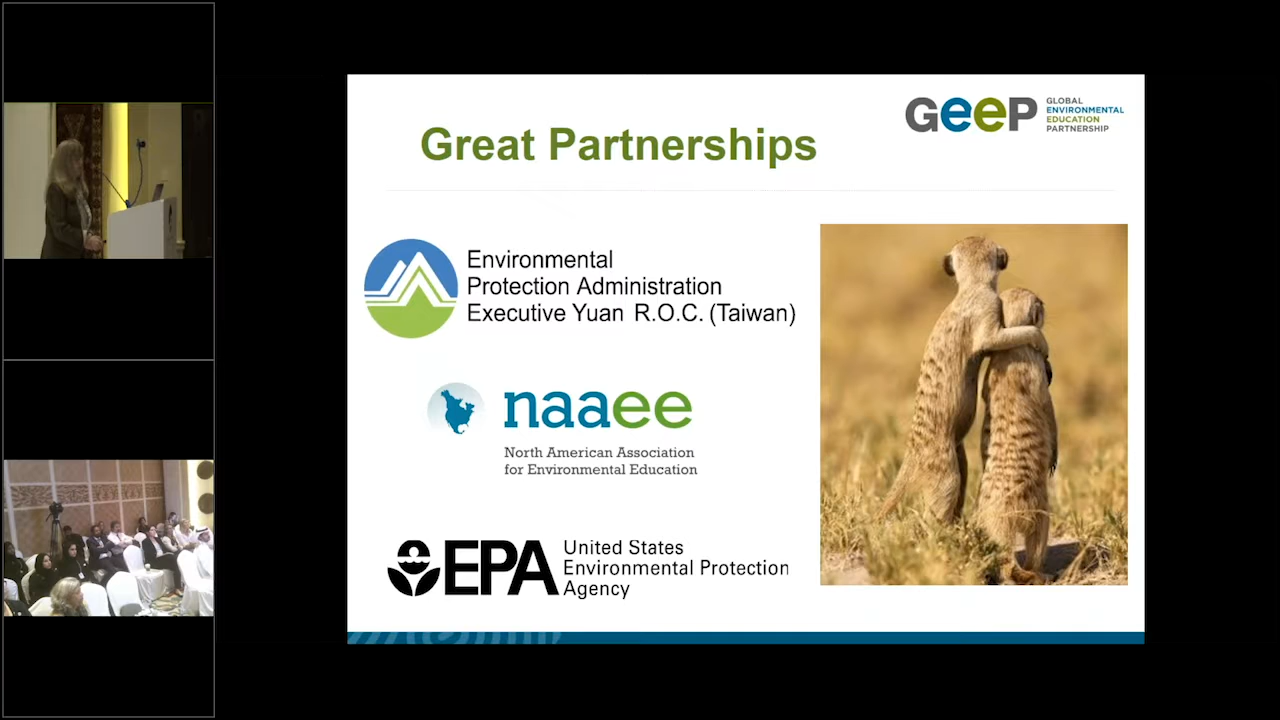 Great Partnerships
GEEP
GLOBAL
ENVIRONMENTAL
EDUCATION
PARTNERSHIP
Environmental
Protection Administration
Executive Yuan R.O.C. (Taiwan)
naaee
North American Association
for Environmental Education
EPA
United States
Environmental Protection
Agency